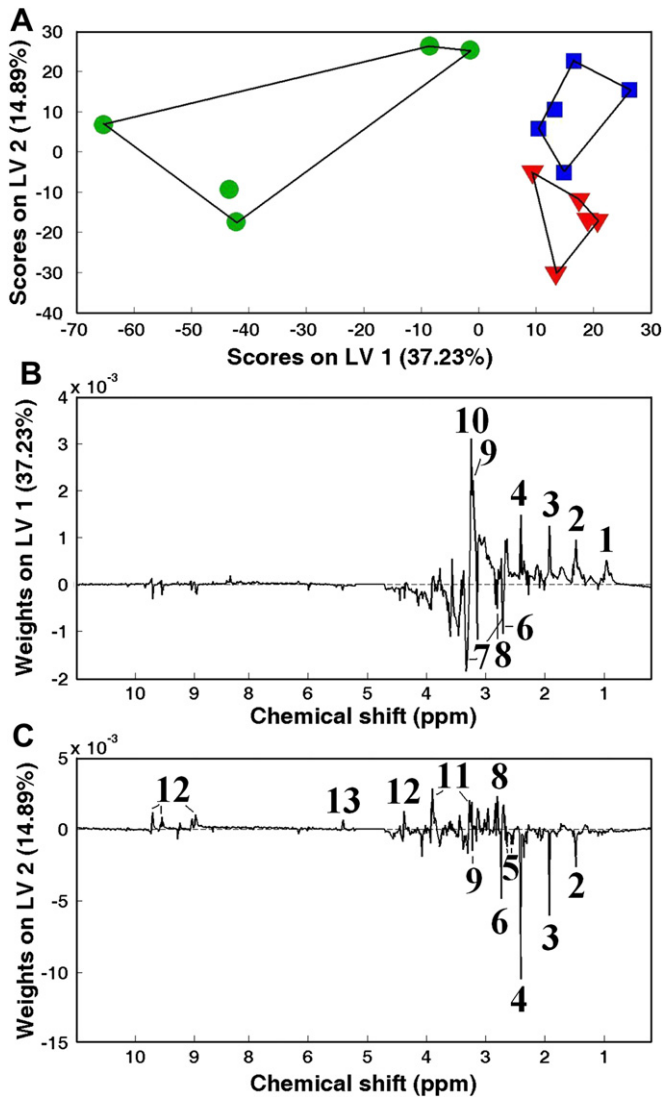 A
Scores on LV 2 (14.89%)
30
20
10
0
-10
-20
-30
-40
-70 -60 -50 -40 -30 -20 -10 0 10 20 30
Scores on LV 1 (37.23%)
B
x 10⁻³
Weights on LV 1 (37.23%)
4
3
2
1
0
-1
-2
10
9
4
3
2
1
6
7
8
10 9 8 6 4 3 2 1
Chemical shift (ppm)
C
x 10⁻³
Weights on LV 2 (14.89%)
5
0
-5
-10
-15
12
13
12
11
8
9
5
6
2
3
4
10 9 8 6 4 3 2 1
Chemical shift (ppm)